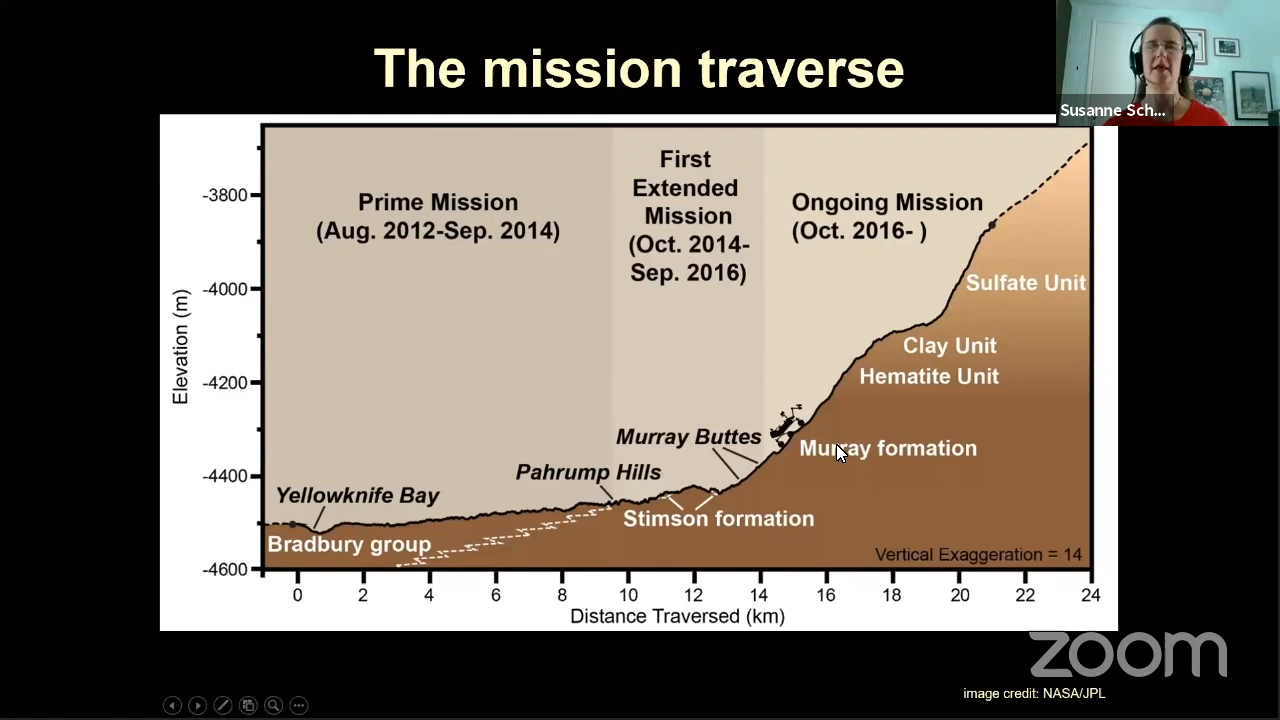 The mission traverse
Susanne Sch...
Prime Mission
(Aug. 2012-Sep. 2014)
First
Extended
Mission
(Oct. 2014-
Sep. 2016)
Ongoing Mission
(Oct. 2016- )
Elevation (m)
-3800
-4000
-4200
-4400
-4600
Sulfate Unit
Clay Unit
Hematite Unit
Murray Buttes
Murray formation
Pahrump Hills
Yellowknife Bay
Stimson formation
Bradbury group
Vertical Exaggeration = 14
0 2 4 6 8 10 12 14 16 18 20 22 24
Distance Traversed (km)
zoom
image credit: NASA/JPL